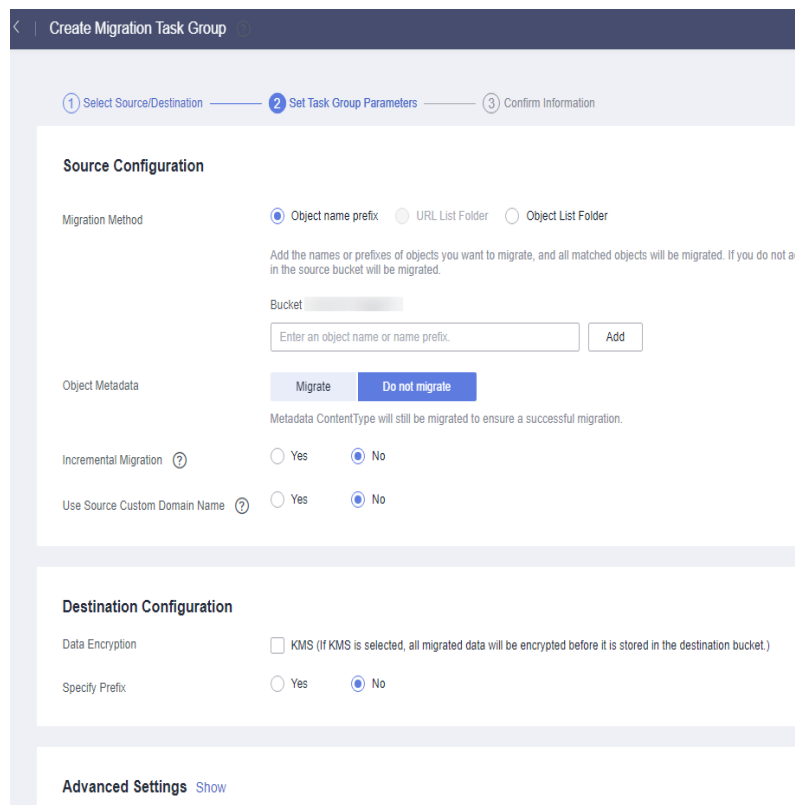 Create Migration Task Group ?
1 Select Source/Destination 2 Set Task Group Parameters 3 Confirm Information
Source Configuration
Migration Method Object name prefix URL List Folder Object List Folder
Add the names or prefixes of objects you want to migrate, and all matched objects will be migrated. If you do not a
in the source bucket will be migrated.
Bucket
Enter an object name or name prefix. Add
Object Metadata Migrate Do not migrate
Metadata ContentType will still be migrated to ensure a successful migration.
Incremental Migration ? Yes No
Use Source Custom Domain Name ? Yes No
Destination Configuration
Data Encryption KMS (If KMS is selected, all migrated data will be encrypted before it is stored in the destination bucket.)
Specify Prefix Yes No
Advanced Settings Show